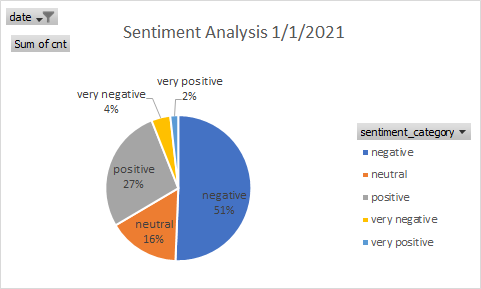 date
Sum of cnt
Sentiment Analysis 1/1/2021
very positive
2%
very negative
4%
positive
27%
negative
51%
neutral
16%
sentiment_category
negative
neutral
positive
very negative
very positive